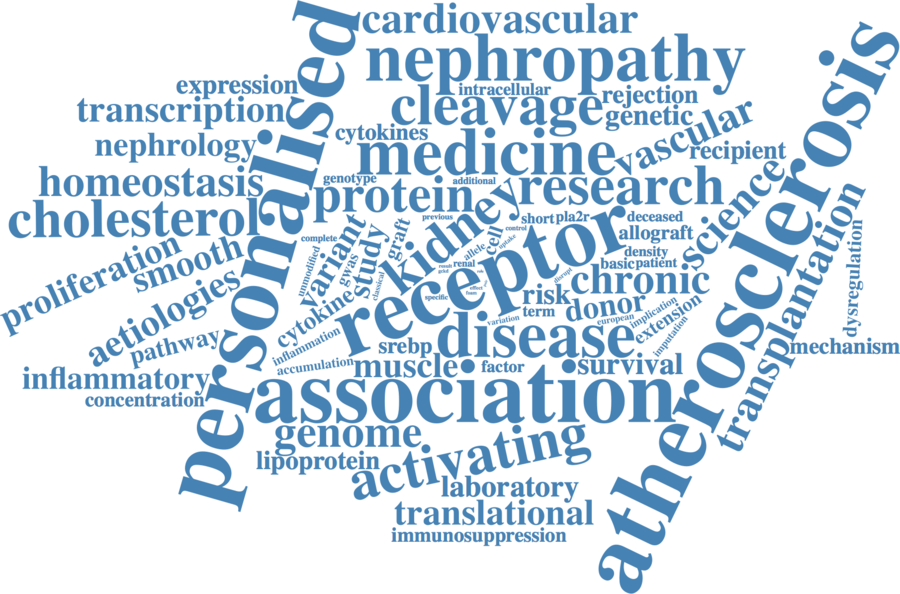 cardiovascular
nephropathy
personalised
expression
intracellular
transcription
cleavage
rejection
genetic
cytokines
nephrology
medicine
vascular
recipient
atherosclerosis
homeostasis
genotype
additional
protein
kidney
research
cholesterol
previous
short
pla2r
deceased
science
control
allograft
variant
study
graft
cell
uptake
allele
complete
proliferation
smooth
receptor
density
basic
patient
unmodified
gwas
classical
renal
chronic
disrupt
transplantation
dysregulation
aetiologies
cytokine
specific
risk
donor
term
variation
european
implication
extension
imputation
pathway
inflammation
srebp
disease
mechanism
accumulation
muscle
factor
survival
inflammatory
concentration
association
genome
activating
lipoprotein
laboratory
translational
immunosuppression